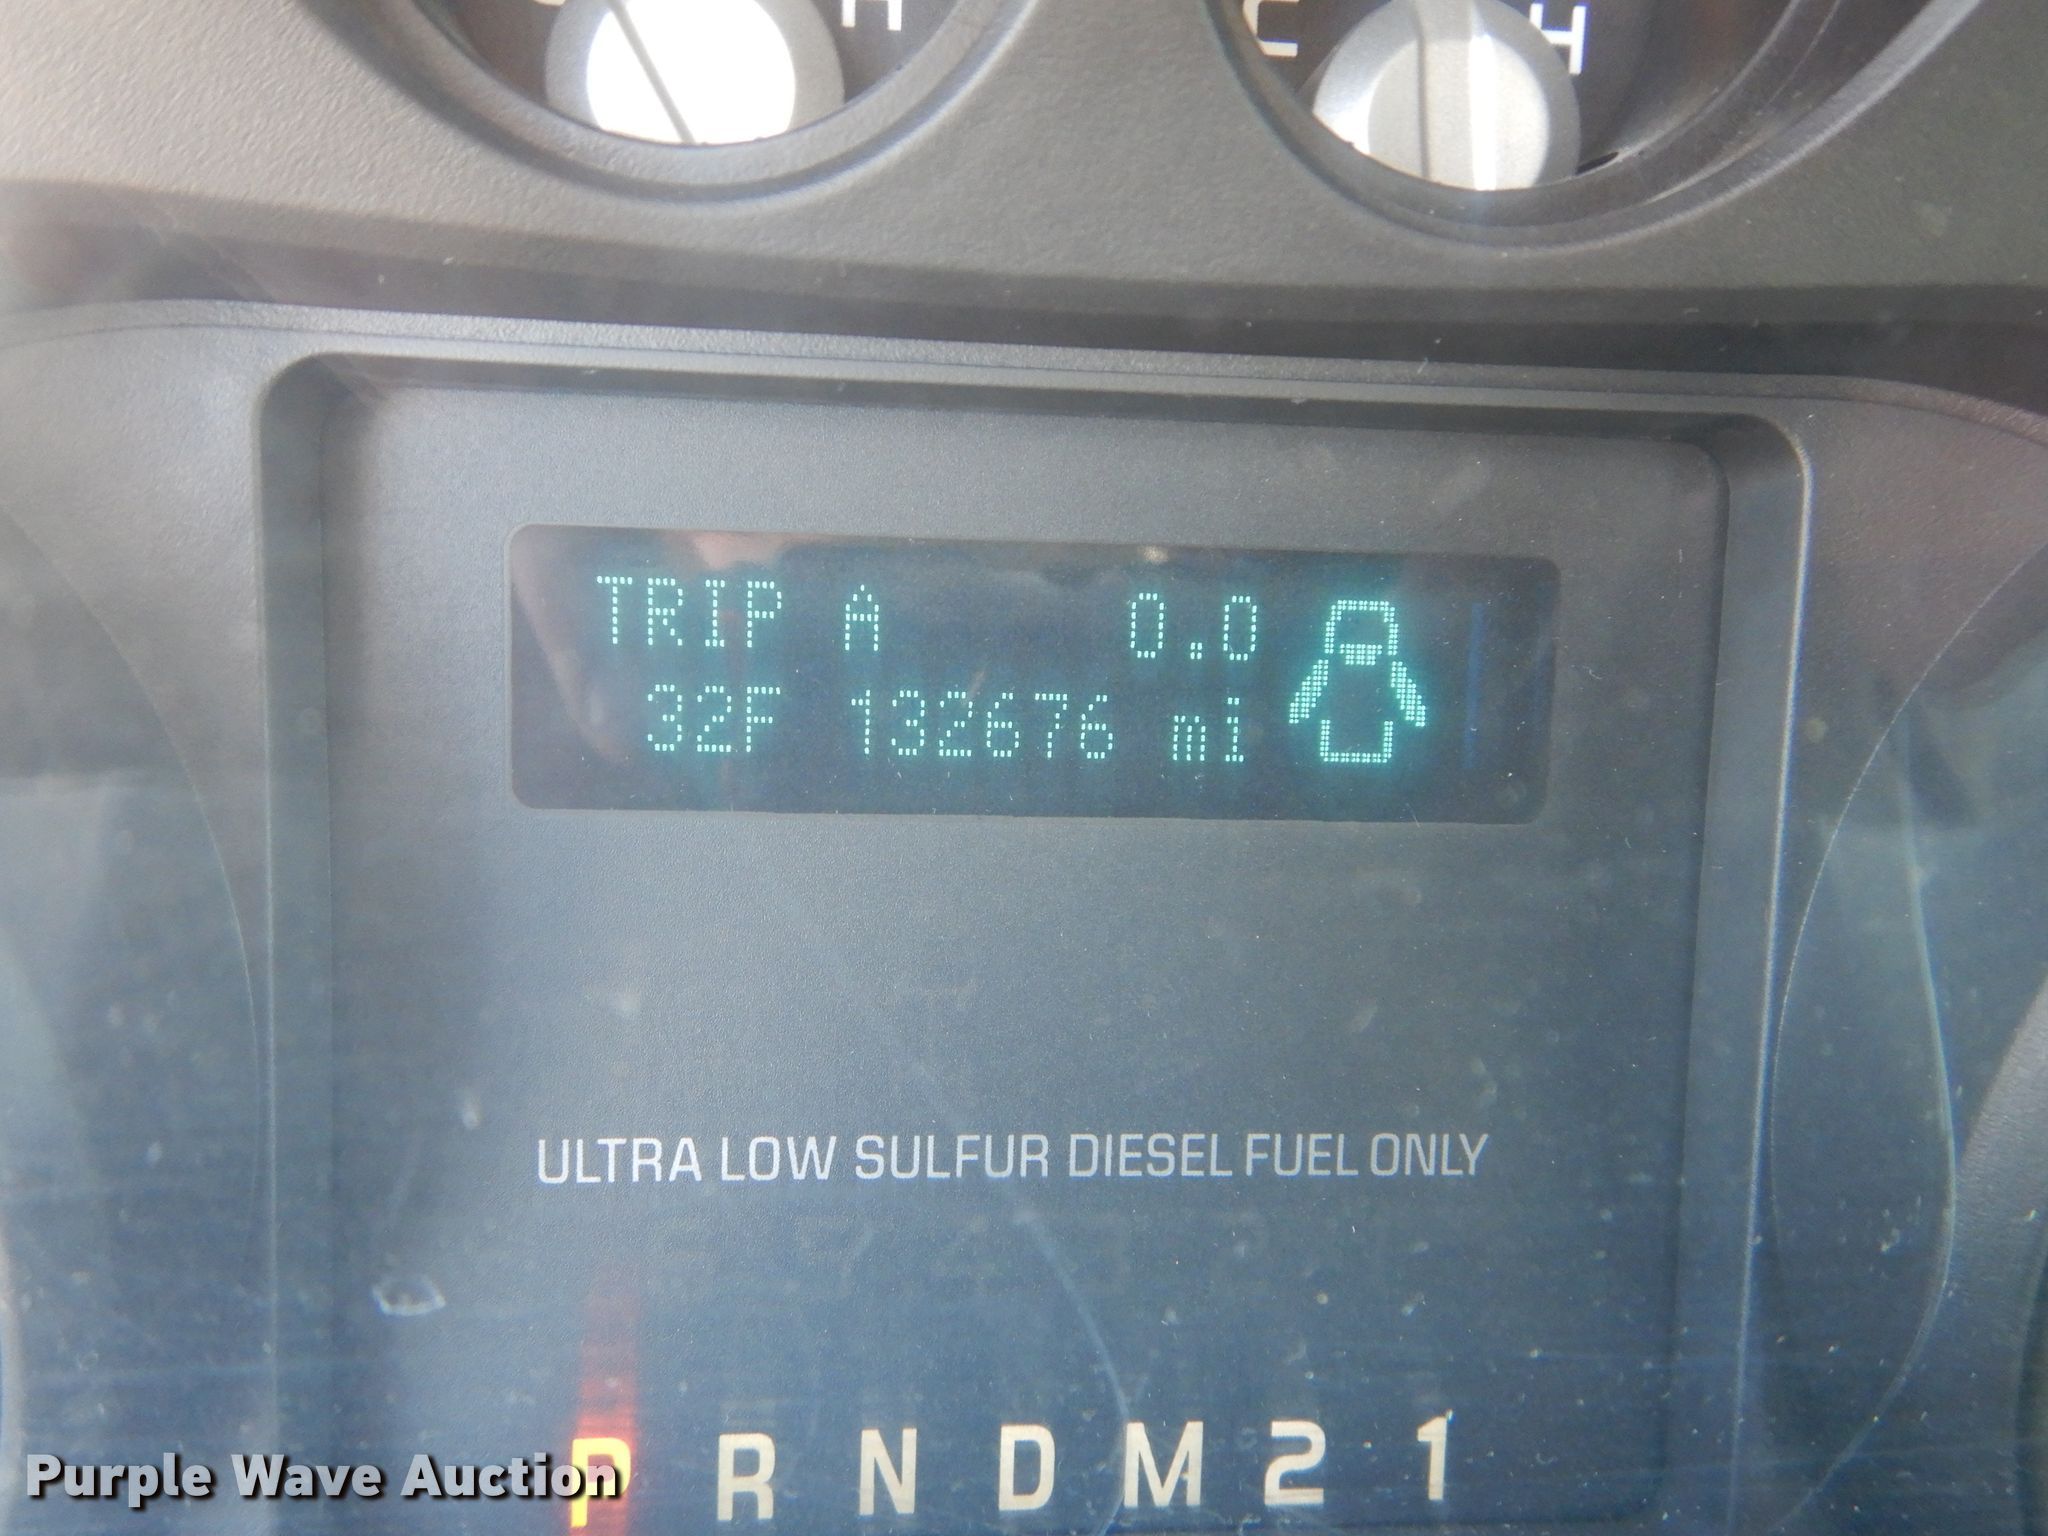 H
C H
TRIP A 0.0
32F 132676 mi
ULTRA LOW SULFUR DIESEL FUEL ONLY
P R N D M 2 1
Purple Wave Auction